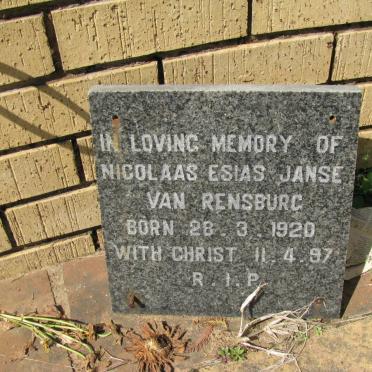 IN LOVING MEMORY OF
NICOLAAS ESIAS JANSE
VAN RENSBURG
BORN 28.3.1920
WITH CHRIST 11.4.97
R.I.P